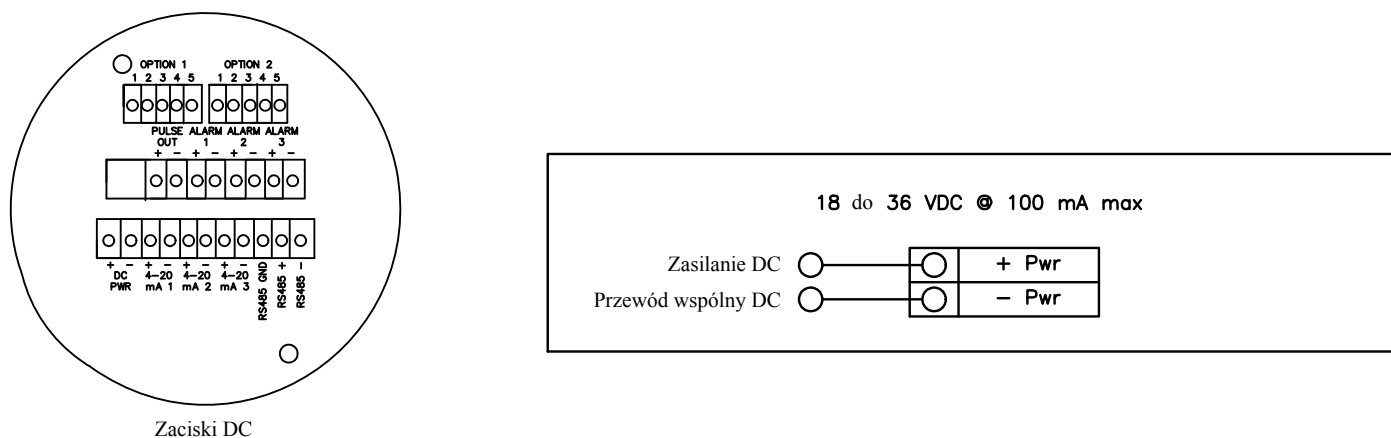 OPTION 1 OPTION 2
1 2 3 4 5 1 2 3 4 5
PULSE ALARM ALARM ALARM
OUT 1 2 3
+ − + − + − + −
+ − + − + − + − RS485 GND RS485 + RS485 −
DC 4-20 4-20 4-20
PWR mA 1 mA 2 mA 3
Zaciski DC
18 do 36 VDC @ 100 mA max
Zasilanie DC + Pwr
Przewód wspólny DC − Pwr